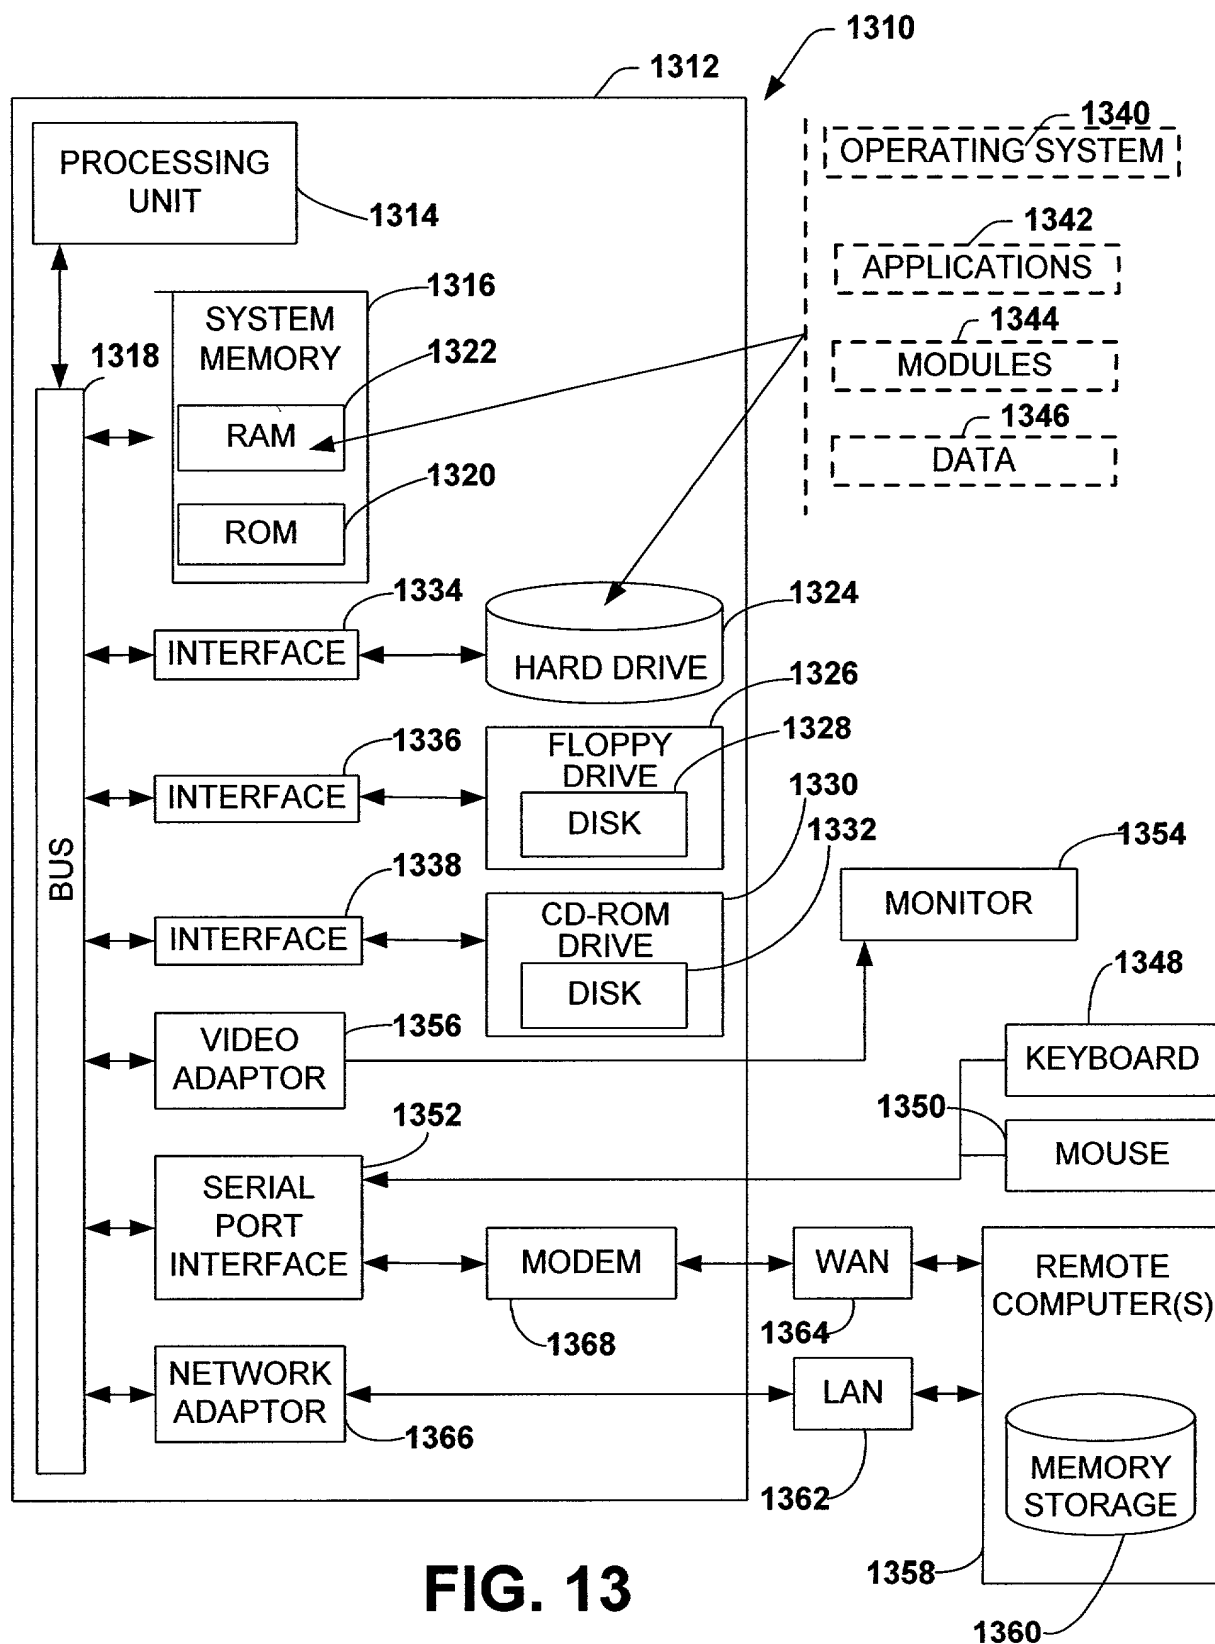 1310
1312
PROCESSING
UNIT
1314
1340
OPERATING SYSTEM
1342
APPLICATIONS
1344
MODULES
1346
DATA
1316
SYSTEM
MEMORY
1318
1322
RAM
1320
ROM
1334
INTERFACE
1324
HARD DRIVE
1326
1336
INTERFACE
FLOPPY
DRIVE
1328
DISK
1330
1332
1338
INTERFACE
CD-ROM
DRIVE
DISK
BUS
1354
MONITOR
1348
KEYBOARD
1350
MOUSE
1356
VIDEO
ADAPTOR
1352
SERIAL
PORT
INTERFACE
MODEM
1368
WAN
1364
REMOTE
COMPUTER(S)
NETWORK
ADAPTOR
1366
LAN
1362
MEMORY
STORAGE
1358
1360
FIG. 13